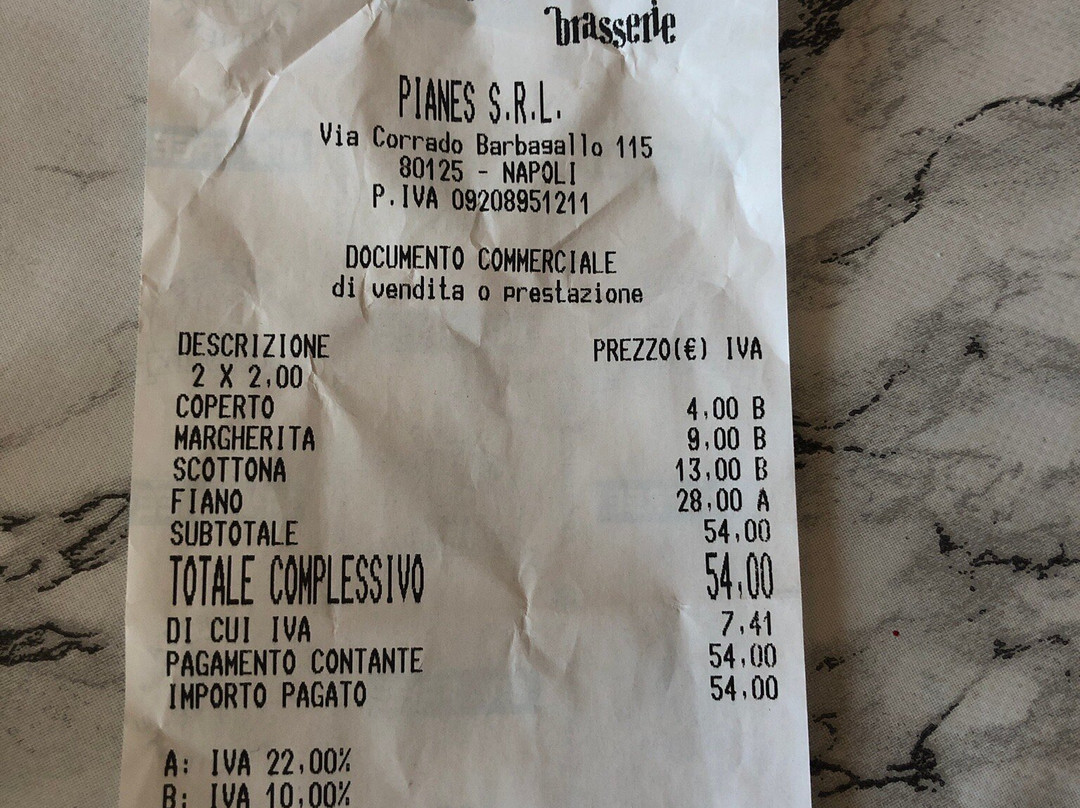 brasserie
PIANES S.R.L.
Via Corrado Barbagallo 115
80125 - NAPOLI
P.IVA 09208951211
DOCUMENTO COMMERCIALE
di vendita o prestazione
DESCRIZIONE PREZZO(€) IVA
2 X 2,00
COPERTO 4,00 B
MARGHERITA 9,00 B
SCOTTONA 13,00 B
FIANO 28,00 A
SUBTOTALE 54,00
TOTALE COMPLESSIVO 54,00
DI CUI IVA 7,41
PAGAMENTO CONTANTE 54,00
IMPORTO PAGATO 54,00
A: IVA 22,00%
B: IVA 10,00%